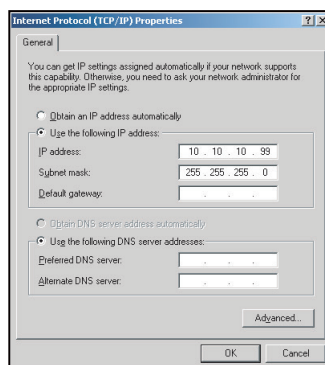 Internet Protocol (TCP/IP) Properties
General
You can get IP settings assigned automatically if your network supports
this capability. Otherwise, you need to ask your network administrator for
the appropriate IP settings.
Obtain an IP address automatically
Use the following IP address:
IP address: 10 . 10 . 10 . 99
Subnet mask: 255 . 255 . 255 . 0
Default gateway: . . .
Obtain DNS server address automatically
Use the following DNS server addresses:
Preferred DNS server: . . .
Alternate DNS server: . . .
Advanced...
OK Cancel